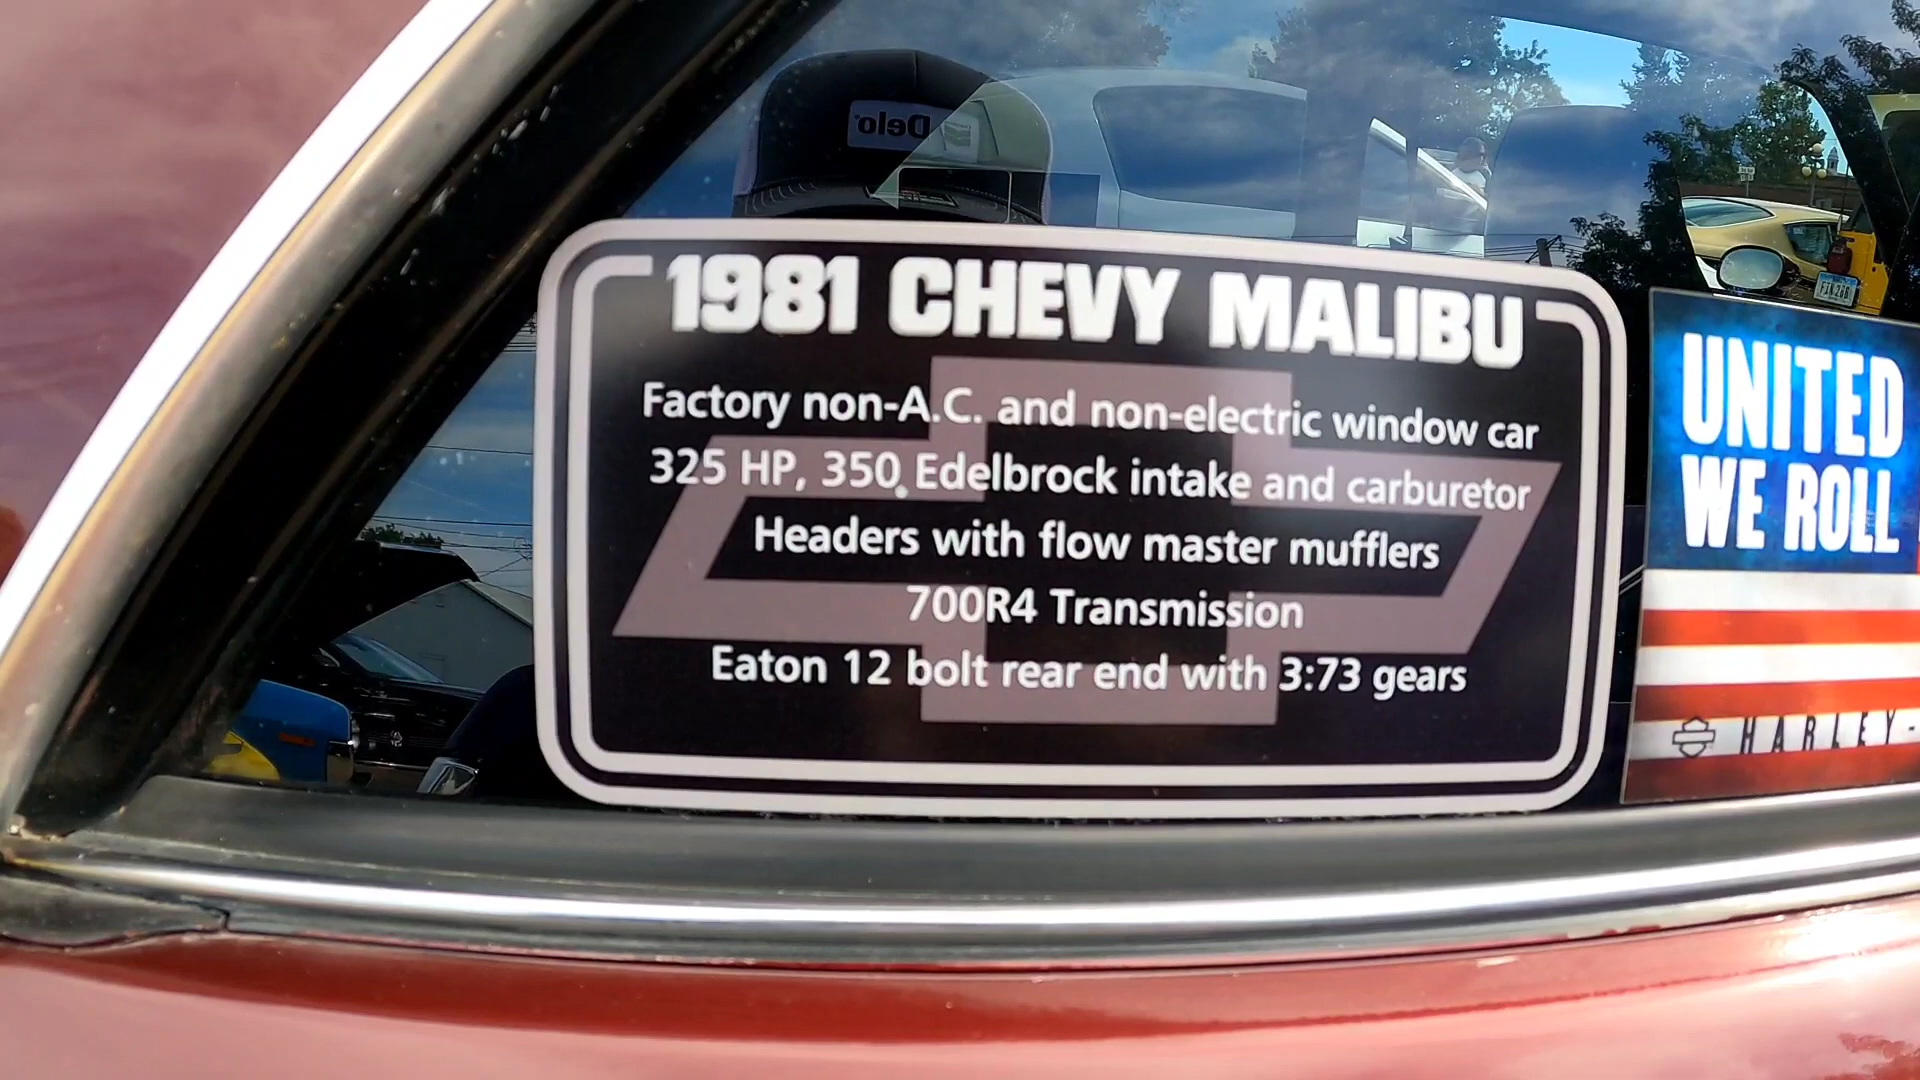 Delo
1981 CHEVY MALIBU
Factory non-A.C. and non-electric window car
325 HP, 350, Edelbrock intake and carburetor
Headers with flow master mufflers
700R4 Transmission
Eaton 12 bolt rear end with 3:73 gears
UNITED
WE ROLL
HARLEY-